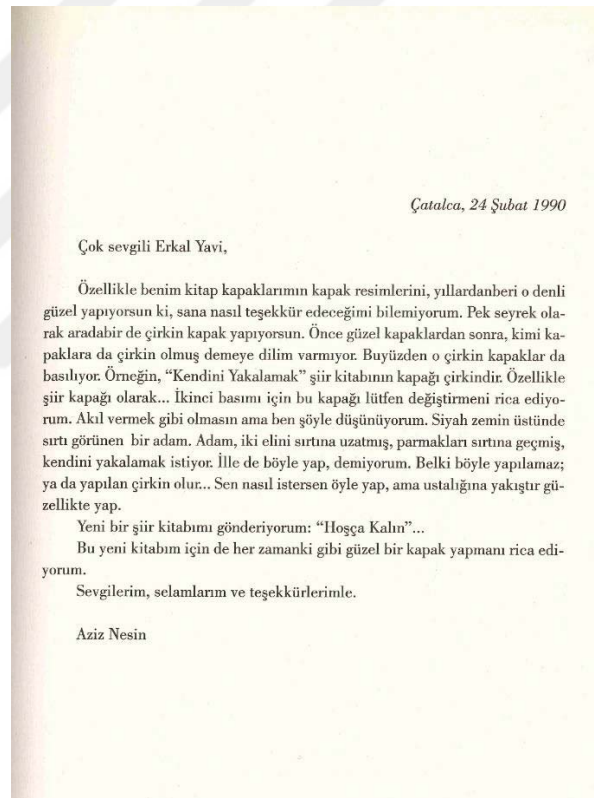 Çatalca, 24 Şubat 1990
Çok sevgili Erkal Yavi,
Özellikle benim kitap kapaklarımın kapak resimlerini, yıllardanberi o denli
güzel yapıyorsun ki, sana nasıl teşekkür edeceğimi bilemiyorum. Pek seyrek ola-
rak aradabir de çirkin kapak yapıyorsun. Önce güzel kapaklardan sonra, kimi ka-
paklara da çirkin olmuş demeye dilim varmıyor. Buyüzden o çirkin kapaklar da
basılıyor. Örneğin, “Kendini Yakalamak” şiir kitabının kapağı çirkindir. Özellikle
şiir kapağı olarak... İkinci basımı için bu kapağı lütfen değiştirmeni rica ediyo-
rum. Akıl vermek gibi olmasın ama ben şöyle düşünüyorum. Siyah zemin üstünde
sırtı görünen bir adam. Adam, iki elini sırtına uzatmış, parmakları sırtına geçmiş,
kendini yakalamak istiyor. İlle de böyle yap, demiyorum. Belki böyle yapılamaz;
ya da yapılan çirkin olur... Sen nasıl istersen öyle yap, ama ustalığına yakıştır gü-
zellikte yap.
Yeni bir şiir kitabımı gönderiyorum: “Hoşça Kalın”...
Bu yeni kitabım için de her zamanki gibi güzel bir kapak yapmanı rica edi-
yorum.
Sevgilerim, selamlarım ve teşekkürlerimle.
Aziz Nesin